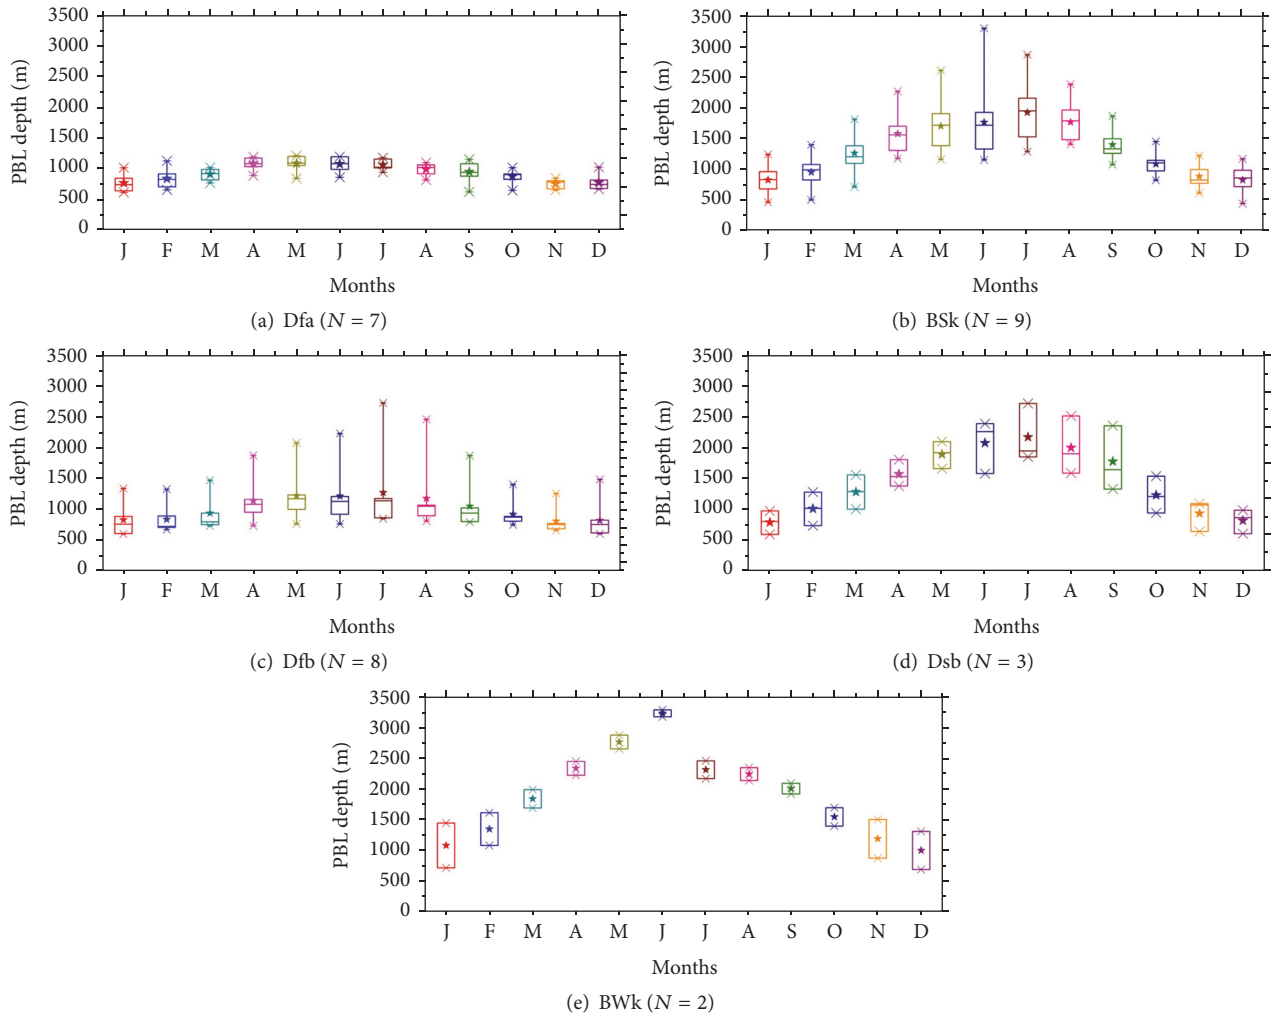 3500
3000
2500
2000
1500
1000
500
0
PBL depth (m)
J F M A M J J A S O N D
Months
(a) Dfa (N = 7)
3500
3000
2500
2000
1500
1000
500
0
PBL depth (m)
J F M A M J J A S O N D
Months
(b) BSk (N = 9)
3500
3000
2500
2000
1500
1000
500
0
PBL depth (m)
J F M A M J J A S O N D
Months
(c) Dfb (N = 8)
3500
3000
2500
2000
1500
1000
500
0
PBL depth (m)
J F M A M J J A S O N D
Months
(d) Dsb (N = 3)
3500
3000
2500
2000
1500
1000
500
0
PBL depth (m)
J F M A M J J A S O N D
Months
(e) BWk (N = 2)